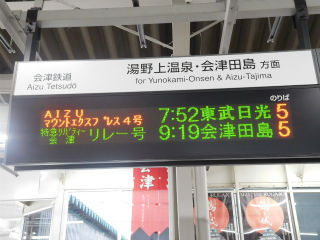 湯野上温泉・会津田島 方面
for Yunokami-Onsen & Aizu-Tajima
会津鉄道
Aizu Tetsudō
のりば
AIZU
マウントエクスプレス4号 7:52 東武日光 5
特急リバティー
会津 リレー号 9:19 会津田島 5
会津